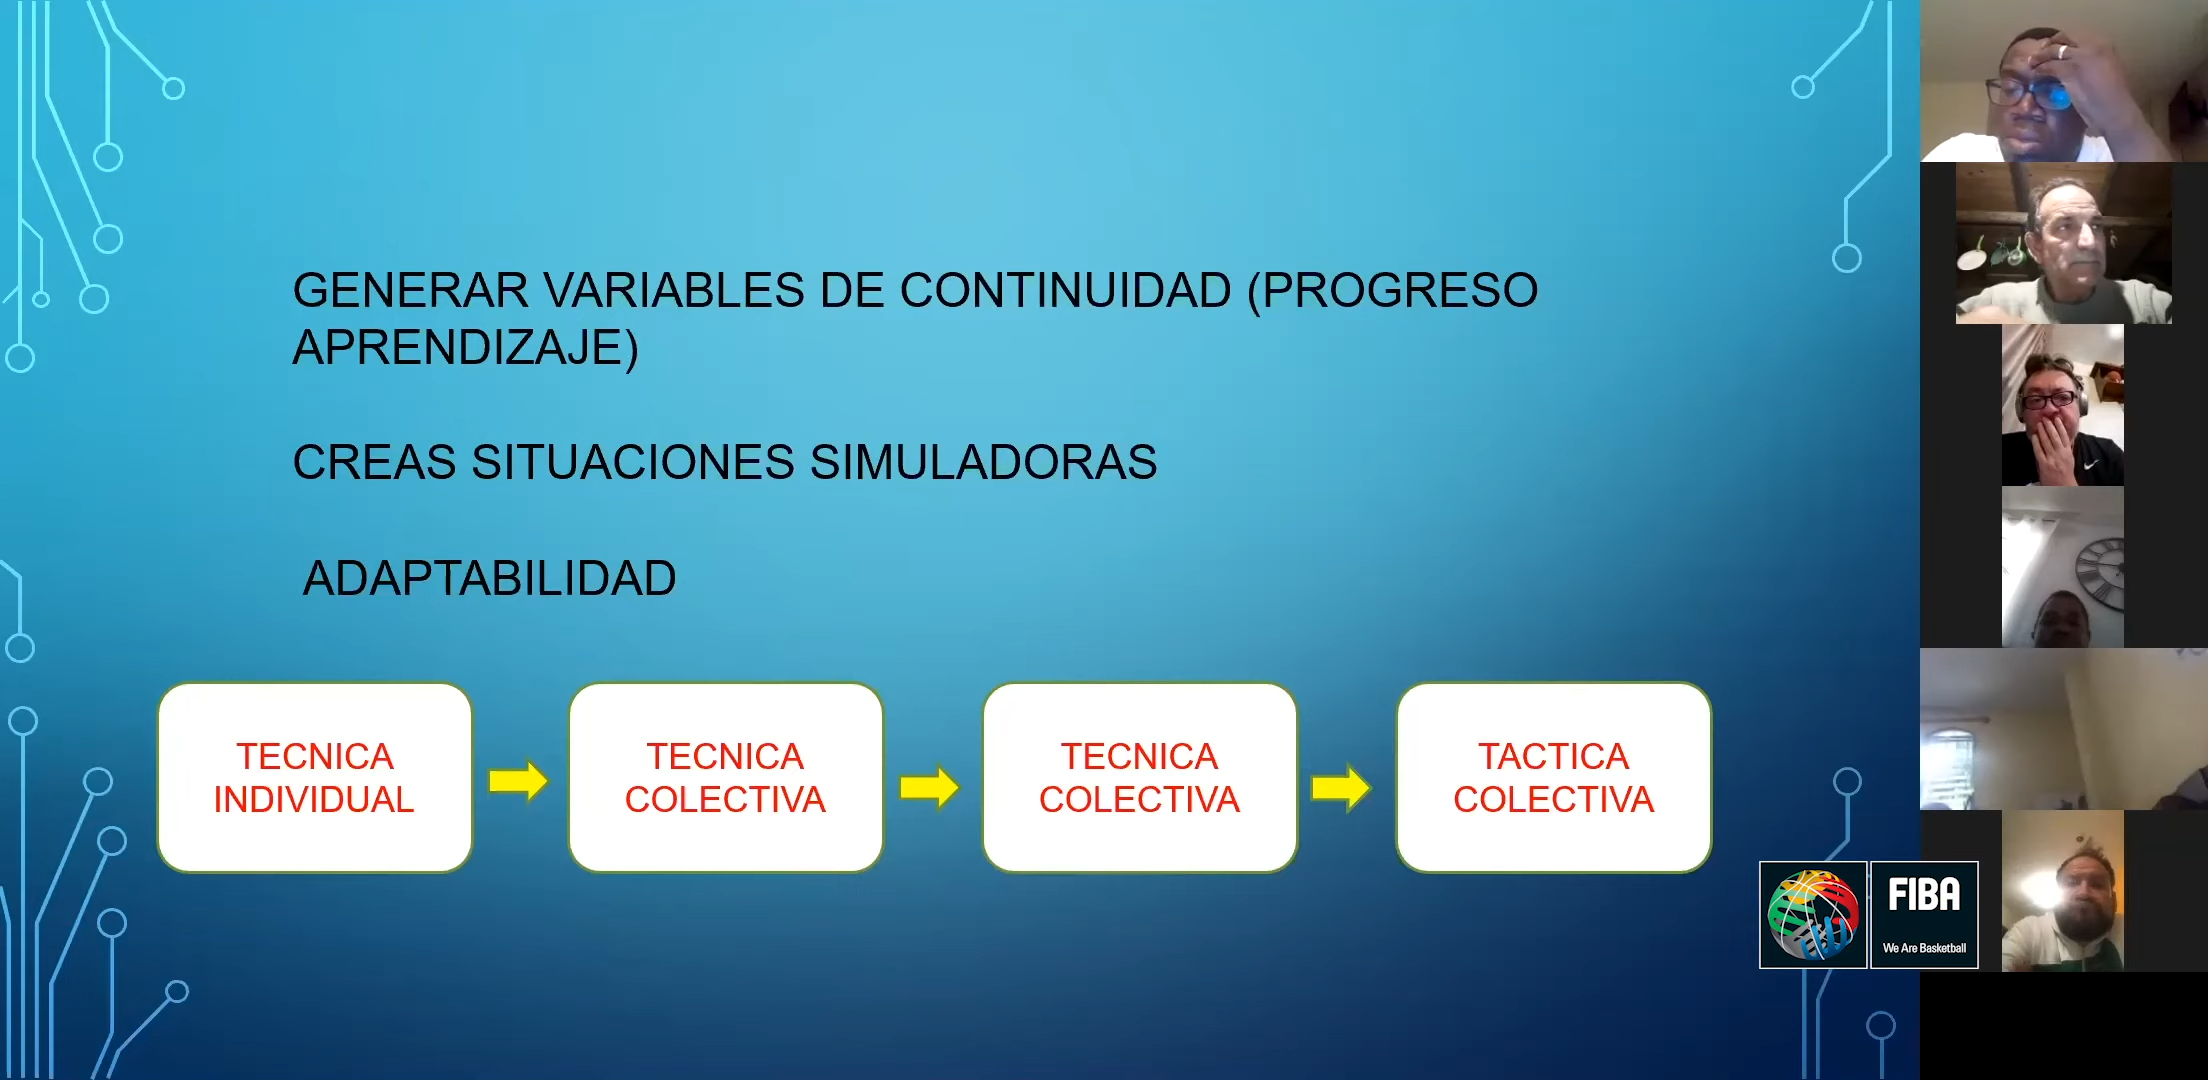 GENERAR VARIABLES DE CONTINUIDAD (PROGRESO
APRENDIZAJE)
CREAS SITUACIONES SIMULADORAS
ADAPTABILIDAD
TECNICA
INDIVIDUAL
TECNICA
COLECTIVA
TECNICA
COLECTIVA
TACTICA
COLECTIVA
FIBA
We Are Basketball